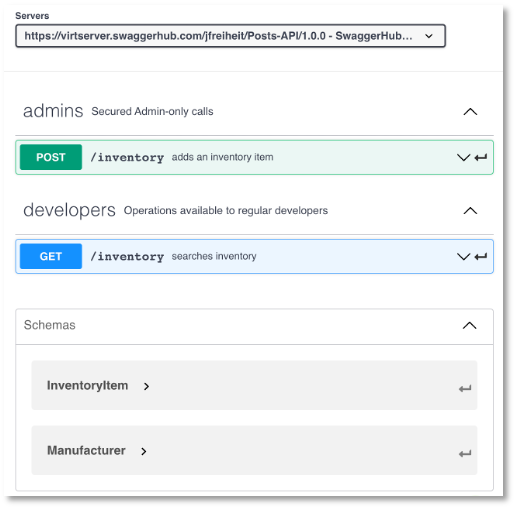 Servers
https://virtserver.swaggerhub.com/jfreiheit/Posts-API/1.0.0 - SwaggerHub...
admins Secured Admin-only calls
POST /inventory adds an inventory item
developers Operations available to regular developers
GET /inventory searches inventory
Schemas
InventoryItem
Manufacturer